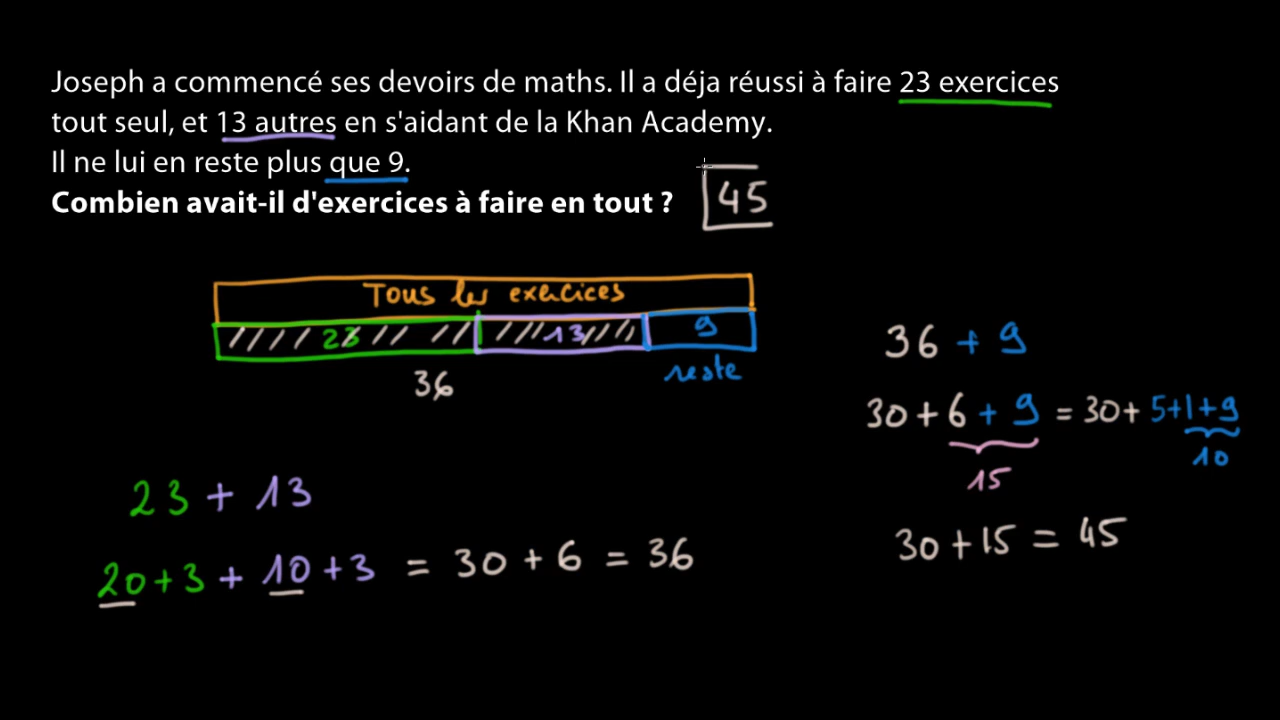 Joseph a commencé ses devoirs de maths. Il a déja réussi à faire 23 exercices
tout seul, et 13 autres en s'aidant de la Khan Academy.
Il ne lui en reste plus que 9.
Combien avait-il d'exercices à faire en tout ? 45
Tous les exercices
23 13 9
36 reste
36 + 9
30 + 6 + 9 = 30 + 5+1+9
15 10
23 + 13
20+3 + 10+3 = 30 + 6 = 36
30 + 15 = 45